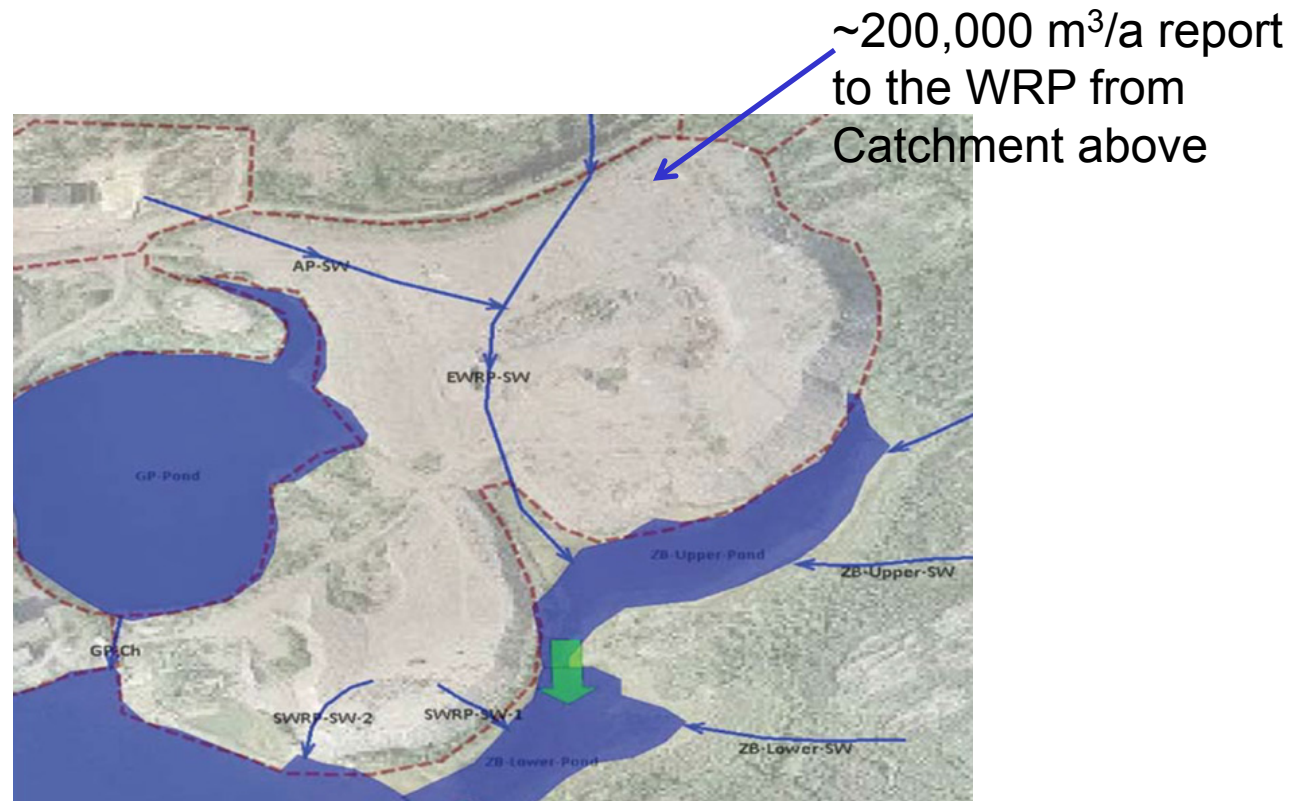 ~200,000 m³/a report
to the WRP from
Catchment above
AP-SW
EWRP-SW
GP-Pond
ZB-Upper-Pond
ZB-Upper-SW
GP-Ch
SWRP-SW-2
SWRP-SW-1
ZB-Lower-SW
ZB-Lower-Pond